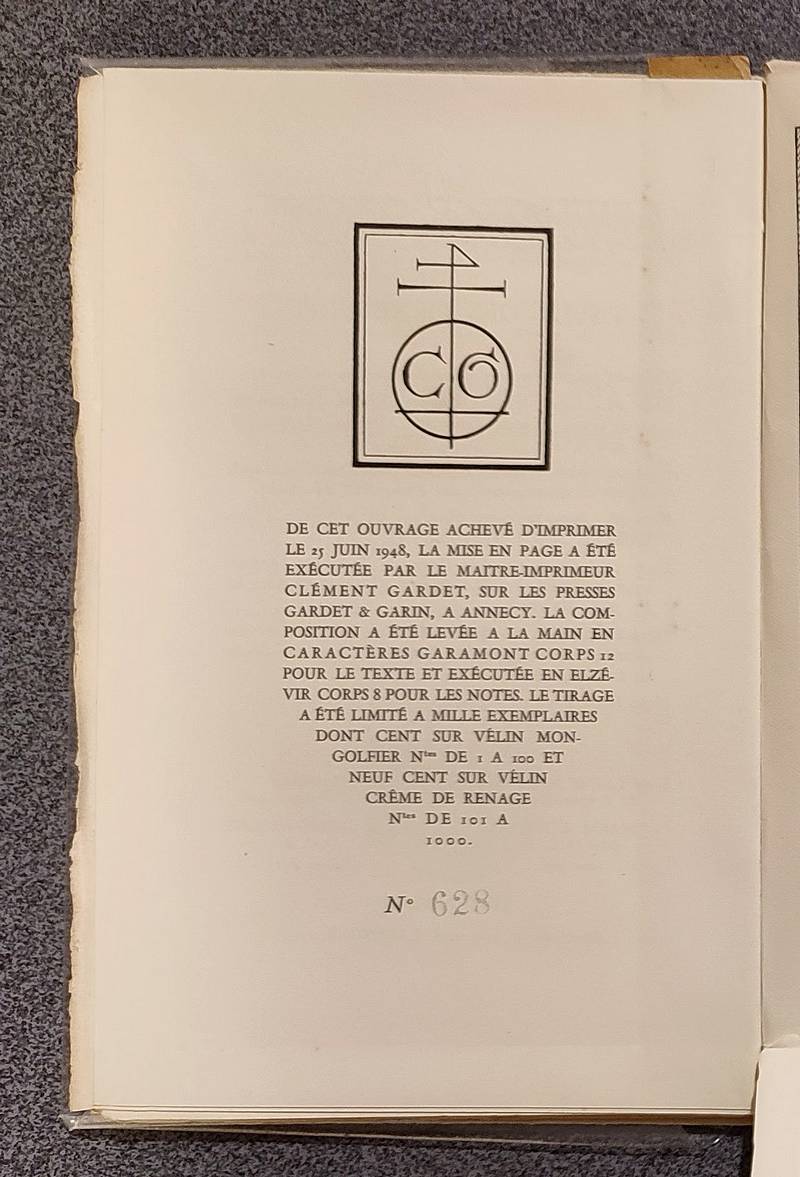 C G
DE CET OUVRAGE ACHEVÉ D'IMPRIMER
LE 25 JUIN 1948, LA MISE EN PAGE A ÉTÉ
EXÉCUTÉE PAR LE MAITRE-IMPRIMEUR
CLÉMENT GARDET, SUR LES PRESSES
GARDET & GARIN, A ANNECY. LA COM-
POSITION A ÉTÉ LEVÉE A LA MAIN EN
CARACTÈRES GARAMONT CORPS 12
POUR LE TEXTE ET EXÉCUTÉE EN ELZÉ-
VIR CORPS 8 POUR LES NOTES. LE TIRAGE
A ÉTÉ LIMITÉ A MILLE EXEMPLAIRES
DONT CENT SUR VÉLIN MON-
GOLFIER Nᵗᵉˢ DE 1 A 100 ET
NEUF CENT SUR VÉLIN
CRÊME DE RENAGE
Nᵗᵉˢ DE 101 A
1000.
N° 628